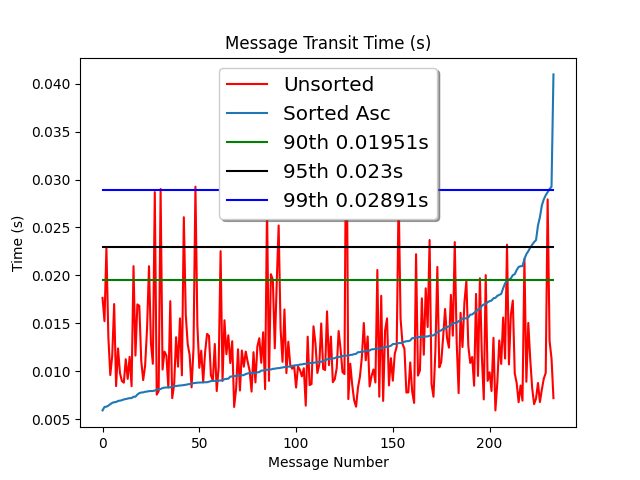 Message Transit Time (s)
Unsorted
Sorted Asc
90th 0.01951s
95th 0.023s
99th 0.02891s
0.040
0.035
0.030
0.025
0.020
0.015
0.010
0.005
Time (s)
0 50 100 150 200
Message Number